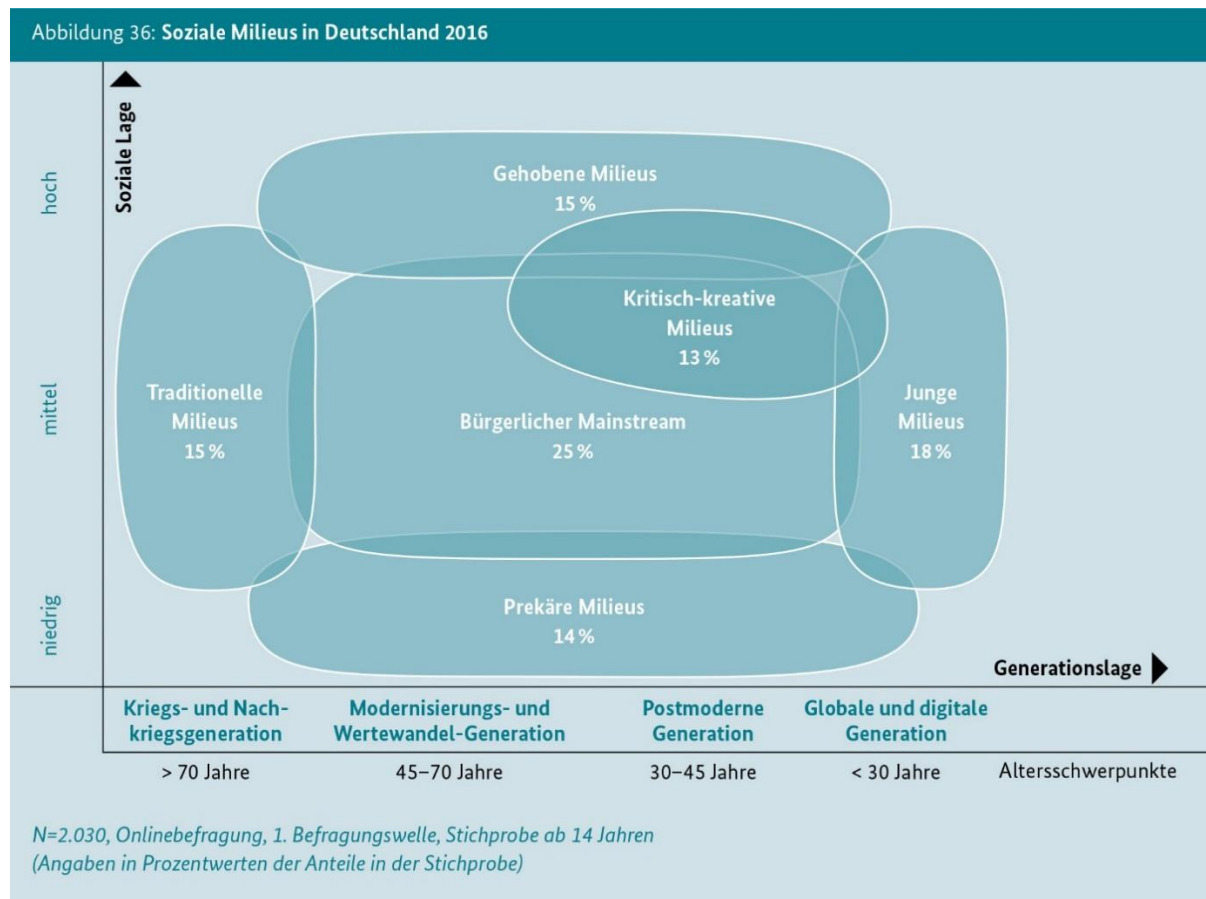 Abbildung 36: Soziale Milieus in Deutschland 2016
Soziale Lage
hoch
mittel
niedrig
Gehobene Milieus
15 %
Kritisch-kreative
Milieus
13 %
Traditionelle
Milieus
15 %
Bürgerlicher Mainstream
25 %
Junge
Milieus
18 %
Prekäre Milieus
14 %
Generationslage
Kriegs- und Nach-
kriegsgeneration
Modernisierungs- und
Wertewandel-Generation
Postmoderne
Generation
Globale und digitale
Generation
> 70 Jahre
45–70 Jahre
30–45 Jahre
< 30 Jahre
Altersschwerpunkte
N=2.030, Onlinebefragung, 1. Befragungswelle, Stichprobe ab 14 Jahren
(Angaben in Prozentwerten der Anteile in der Stichprobe)